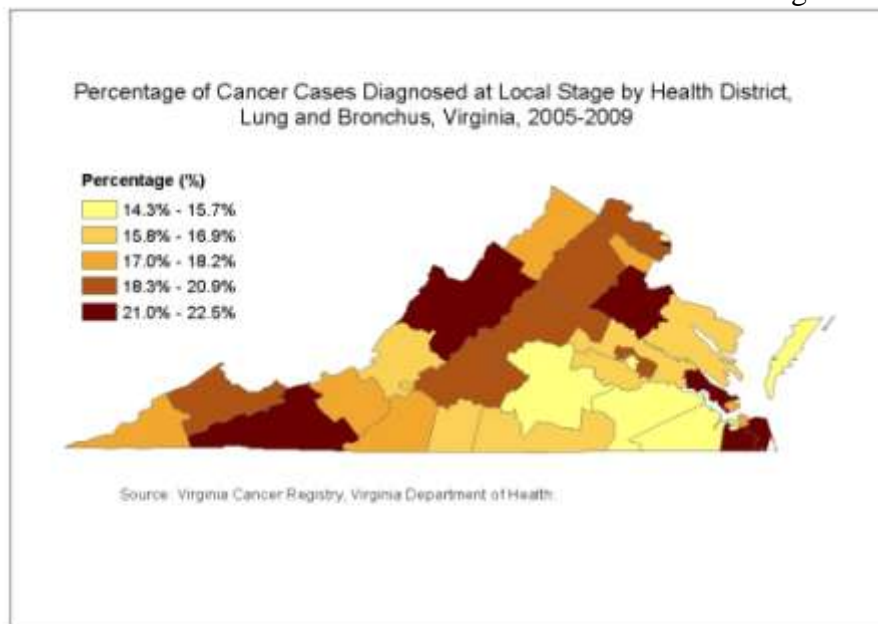 Percentage of Cancer Cases Diagnosed at Local Stage by Health District,
Lung and Bronchus, Virginia, 2005-2009
Percentage (%)
14.3% - 15.7%
15.8% - 16.9%
17.0% - 18.2%
18.3% - 20.9%
21.0% - 22.5%
Source: Virginia Cancer Registry, Virginia Department of Health.